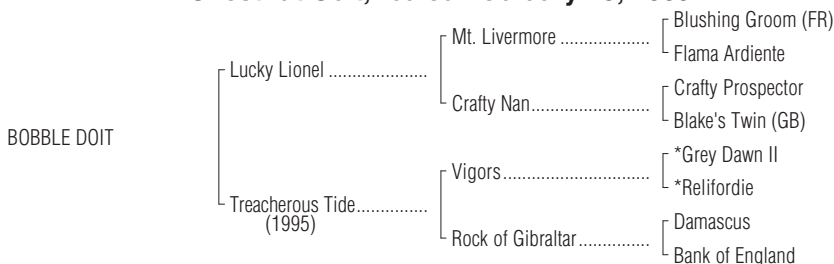 Blushing Groom (FR)
Mt. Livermore ..................
Flama Ardiente
Lucky Lionel ....................
Crafty Prospector
Crafty Nan.............................
Blake's Twin (GB)
BOBBLE DOIT
*Grey Dawn II
Vigors..................................
*Relifordie
Treacherous Tide..............
(1995)
Damascus
Rock of Gibraltar...............
Bank of England